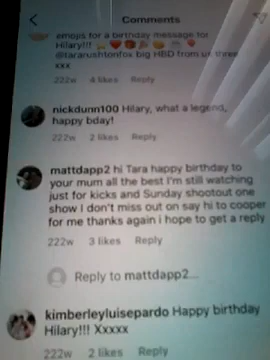 Comments
emojis for a birthday message for
Hilary!!! ❤️ 🎉
@tararushtonfox big HBD from us three
xxx
222w 4 likes Reply
nickdunn100 Hilary, what a legend,
happy bday!
222w 2 likes Reply
mattdapp2 hi Tara happy birthday to
your mum all the best I'm still watching
just for kicks and Sunday shootout one
show I don't miss out on say hi to cooper
for me thanks again i hope to get a reply
222w 3 likes Reply
Reply to mattdapp2...
kimberleyluisepardo Happy birthday
Hilary!!! Xxxxx
222w 2 likes Reply